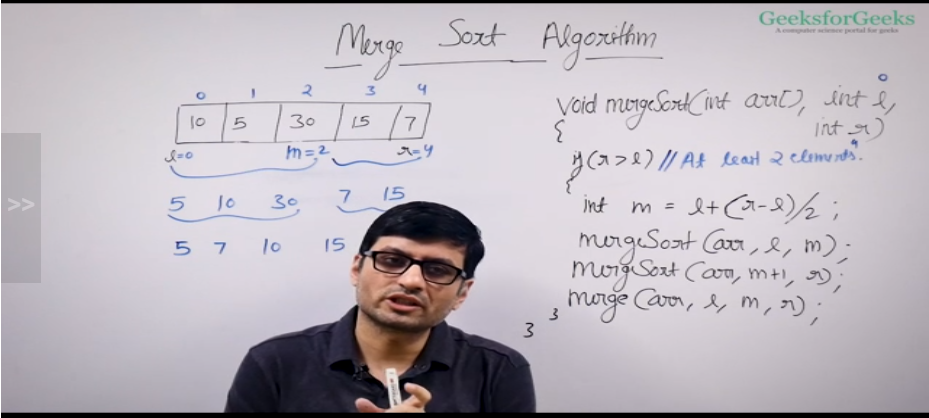 GeeksforGeeks
A computer science portal for geeks
Merge Sort Algorithm
0 1 2 3 4
10 5 30 15 7
l=0 m=2 r=4
5 10 30 7 15
5 7 10 15
0
void mergeSort(int arr[], int l,
int r)
4
{
if(r>l) //At least 2 elements.
{
int m = l+(r-l)/2;
mergeSort(arr, l, m);
mergeSort(arr, m+1, r);
merge(arr, l, m, r);
}
}
>>